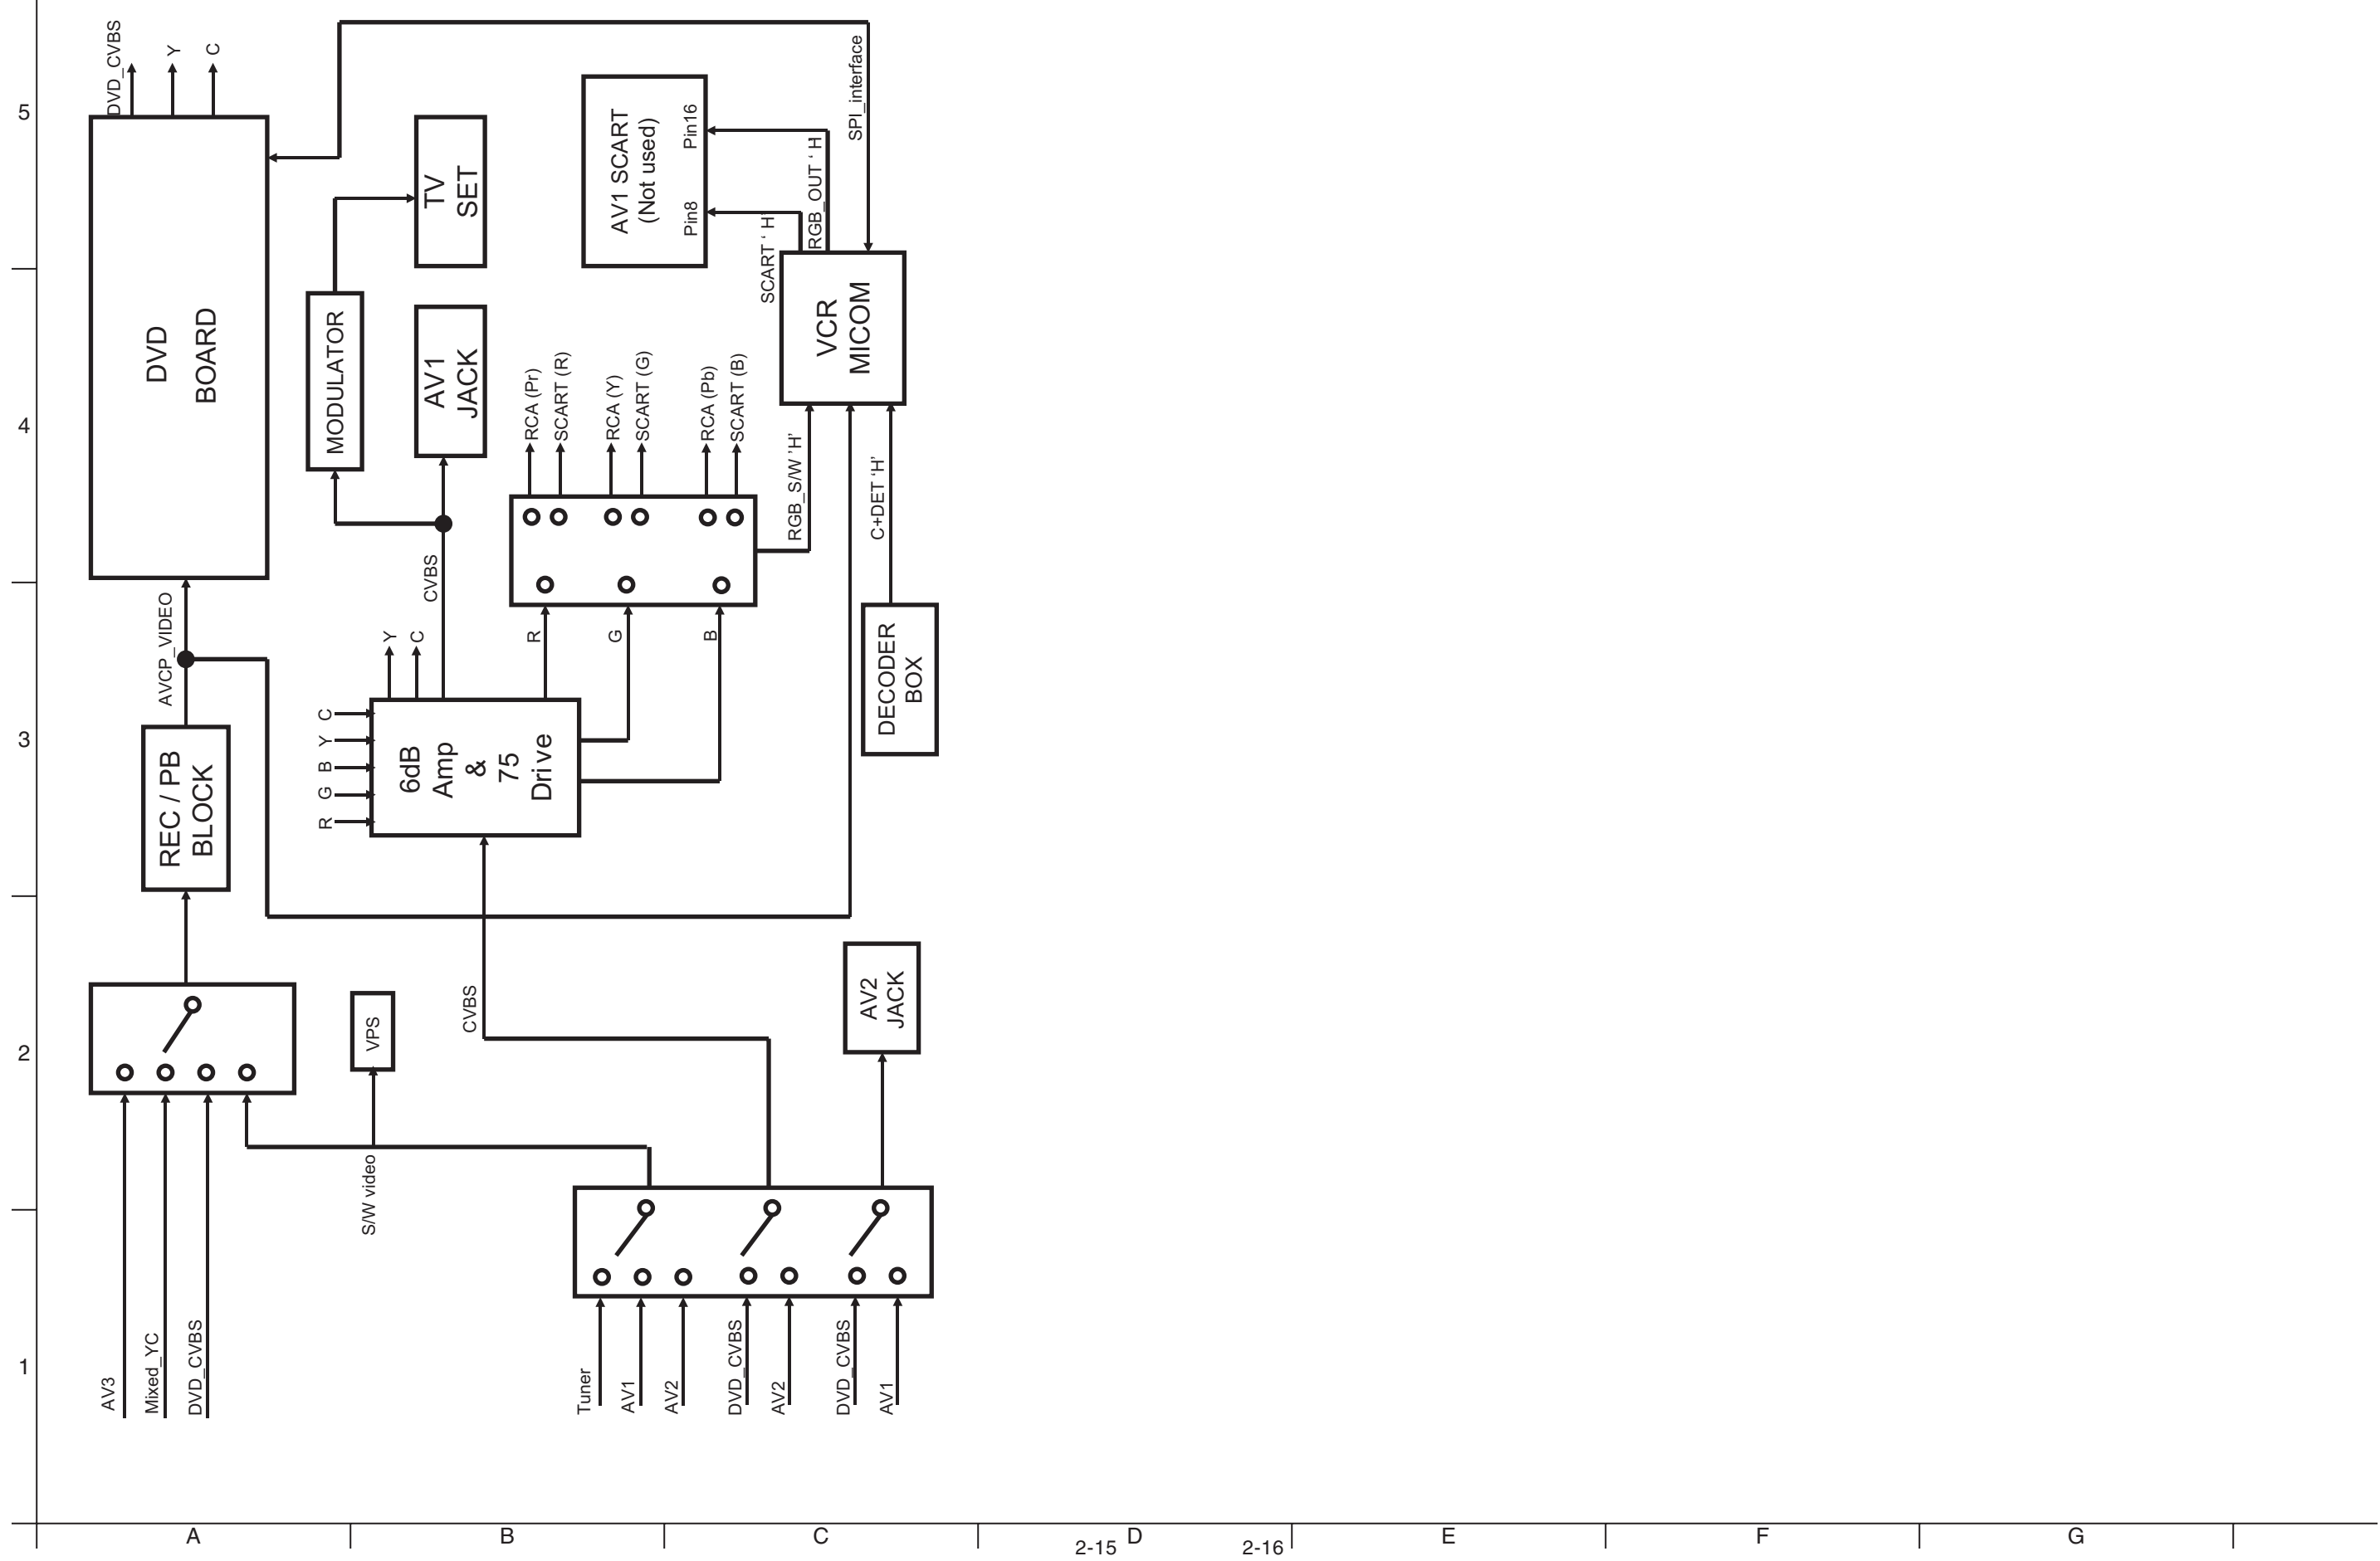 5
4
3
2
1
DVD_CVBS
Y
C
DVD
BOARD
AVCP_VIDEO
REC / PB
BLOCK
AV3
Mixed_YC
DVD_CVBS
MODULATOR
TV
SET
AV1
JACK
CVBS
Y
C
C
Y
B
G
R
6dB
Amp
&
75
Drive
R
G
B
RCA (Pr)
SCART (R)
RCA (Y)
SCART (G)
RCA (Pb)
SCART (B)
AV1 SCART
(Not used)
Pin8
Pin16
SCART ‘ H’
RGB_OUT ‘ H
SPI_interface
VCR
MICOM
RGB_S/W 'H'
C+DET ‘H’
DECODER
BOX
VPS
S/W video
CVBS
AV2
JACK
Tuner
AV1
AV2
DVD_CVBS
AV2
DVD_CVBS
AV1
A
B
C
D
E
F
G
2-15
2-16